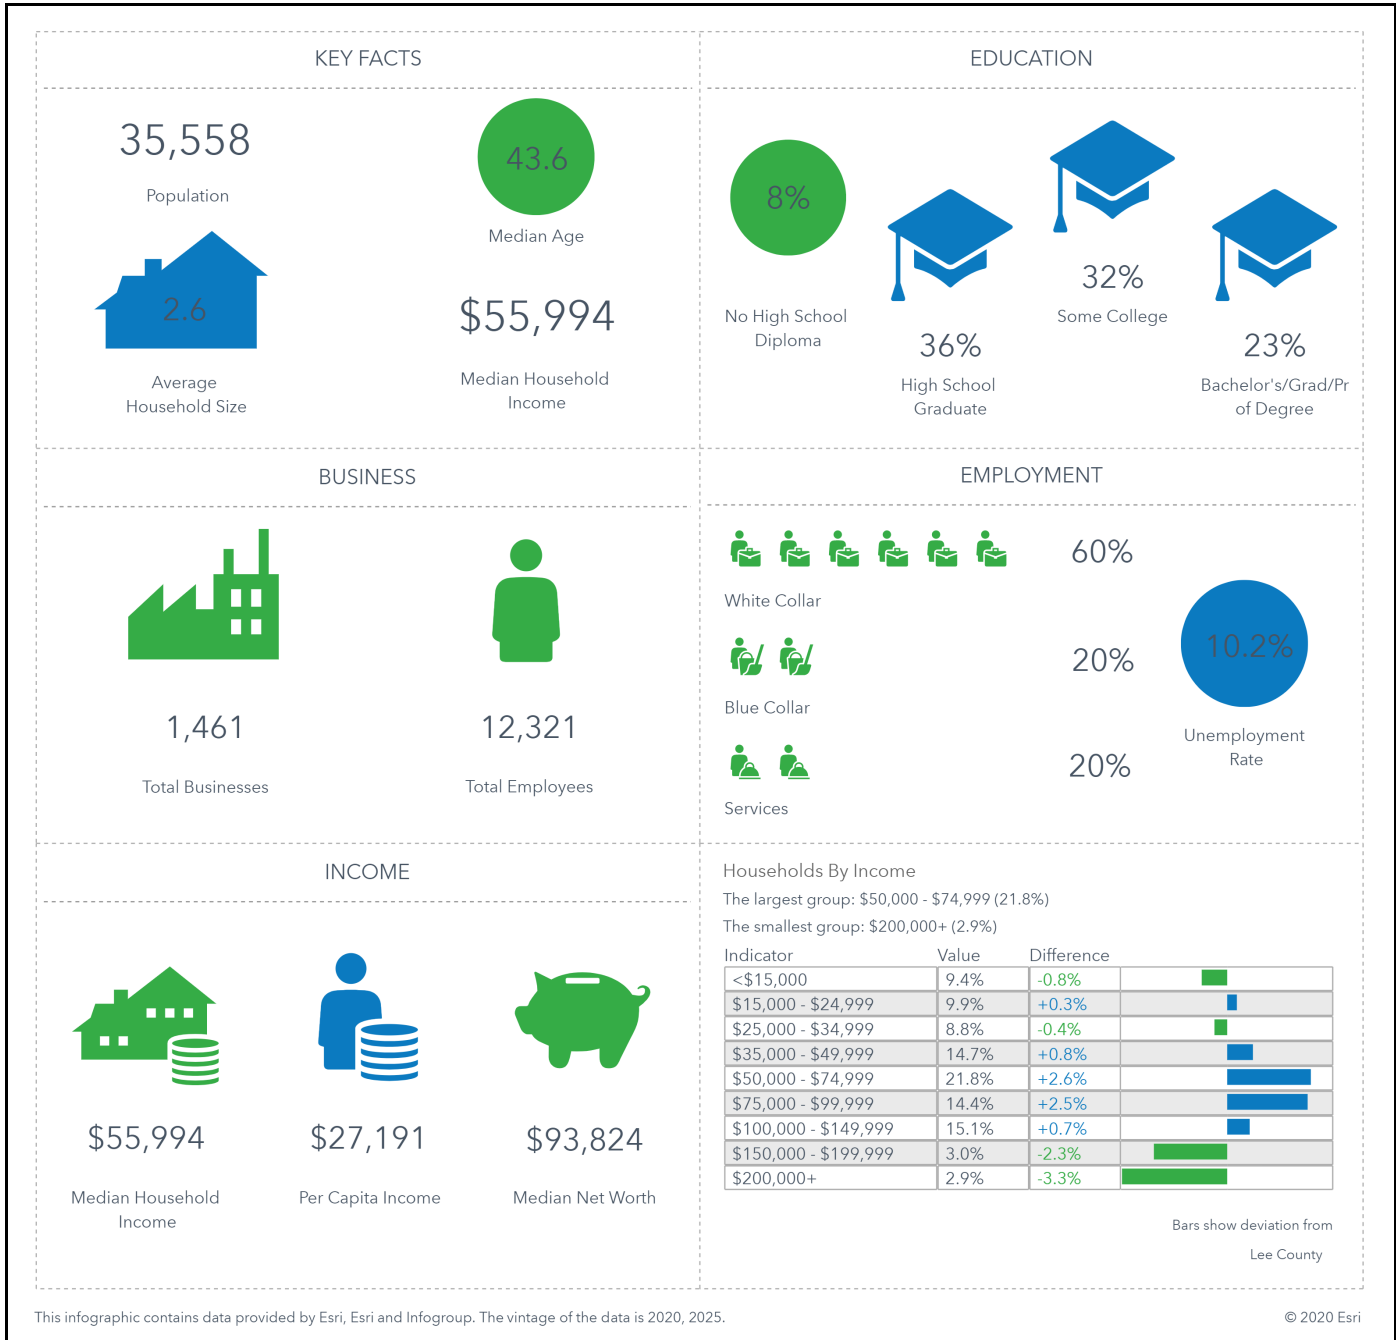 KEY FACTS
35,558
Population
43.6
Median Age
2.6
Average
Household Size
$55,994
Median Household
Income
EDUCATION
8%
No High School
Diploma
36%
High School
Graduate
32%
Some College
23%
Bachelor's/Grad/Pr
of Degree
BUSINESS
1,461
Total Businesses
12,321
Total Employees
EMPLOYMENT
60%
White Collar
20%
Blue Collar
20%
Services
10.2%
Unemployment
Rate
INCOME
$55,994
Median Household
Income
$27,191
Per Capita Income
$93,824
Median Net Worth
Households By Income
The largest group: $50,000 - $74,999 (21.8%)
The smallest group: $200,000+ (2.9%)
Indicator Value Difference
<$15,000 9.4% -0.8%
$15,000 - $24,999 9.9% +0.3%
$25,000 - $34,999 8.8% -0.4%
$35,000 - $49,999 14.7% +0.8%
$50,000 - $74,999 21.8% +2.6%
$75,000 - $99,999 14.4% +2.5%
$100,000 - $149,999 15.1% +0.7%
$150,000 - $199,999 3.0% -2.3%
$200,000+ 2.9% -3.3%
Bars show deviation from
Lee County
This infographic contains data provided by Esri, Esri and Infogroup. The vintage of the data is 2020, 2025.
© 2020 Esri